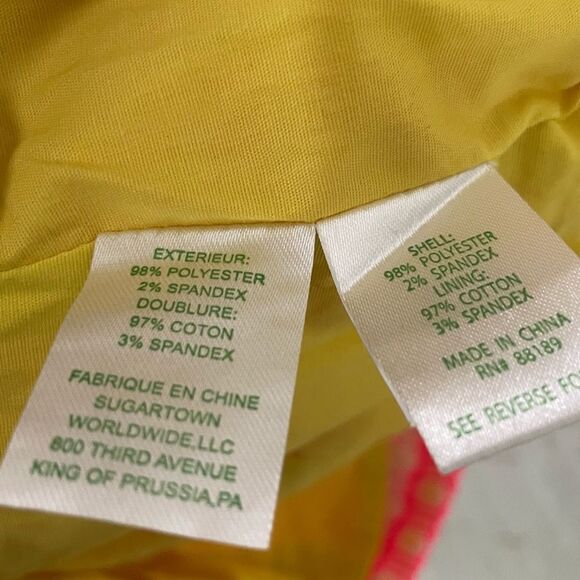 EXTERIEUR:
98% POLYESTER
2% SPANDEX
DOUBLURE:
97% COTON
3% SPANDEX
FABRIQUE EN CHINE
SUGARTOWN
WORLDWIDE,LLC
800 THIRD AVENUE
KING OF PRUSSIA,PA
SHELL:
98% POLYESTER
2% SPANDEX
LINING:
97% COTTON
3% SPANDEX
MADE IN CHINA
RN# 88189
SEE REVERSE FO